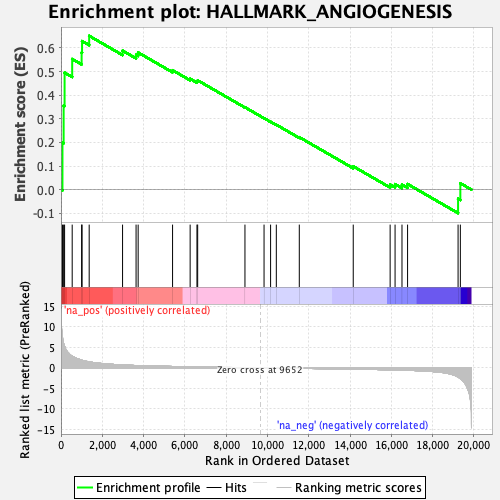 Enrichment plot: HALLMARK_ANGIOGENESIS
Enrichment score (ES)
0.6
0.5
0.4
0.3
0.2
0.1
0.0
-0.1
'na_pos' (positively correlated)
Ranked list metric (PreRanked)
15
10
5
0
-5
-10
-15
Zero cross at 9652
'na_neg' (negatively correlated)
0 2,000 4,000 6,000 8,000 10,000 12,000 14,000 16,000 18,000 20,000
Rank in Ordered Dataset
Enrichment profile Hits Ranking metric scores